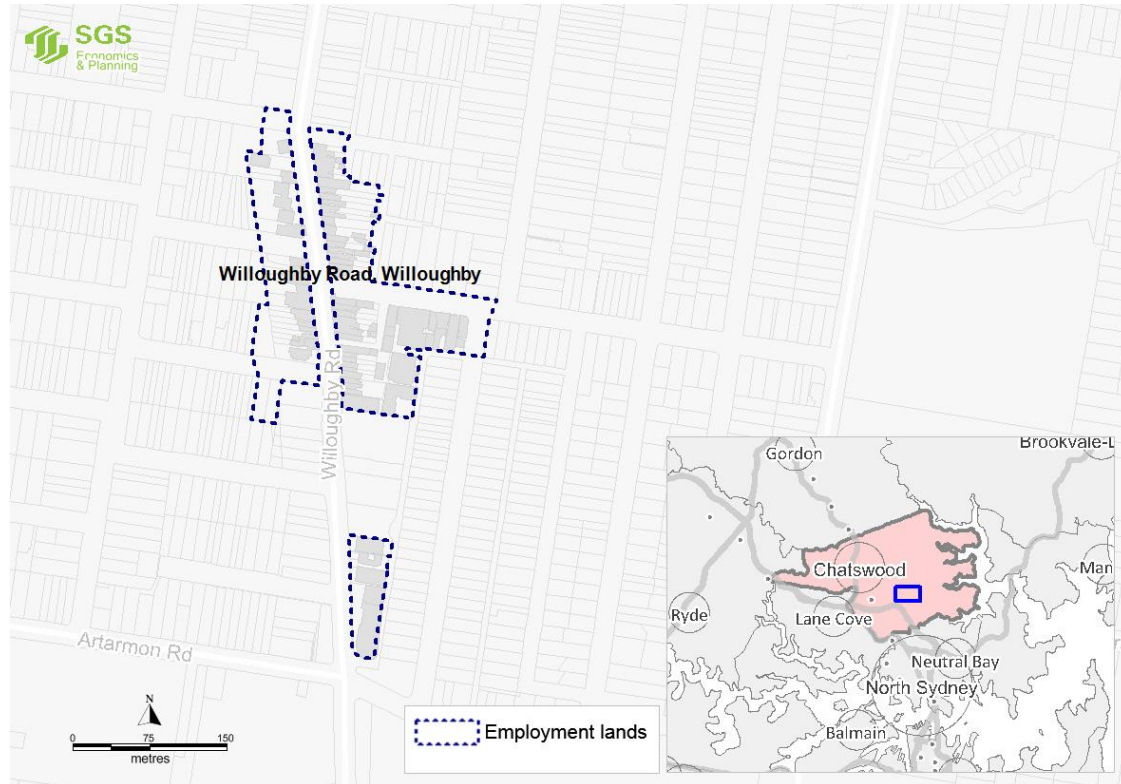 SGS
Economics
& Planning
Willoughby Road, Willoughby
Willoughby Rd
Artarmon Rd
N
0 75 150
metres
Employment lands
Gordon
Brookvale-D
Chatswood
Man
Ryde
Lane Cove
Neutral Bay
North Sydney
Balmain